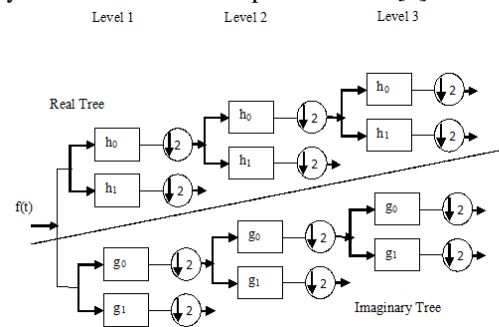 Level 1 Level 2 Level 3
Real Tree
h0 ↓2 h0 ↓2 h0 ↓2
h1 ↓2 h1 ↓2 h1 ↓2
f(t)
g0 ↓2 g0 ↓2 g0 ↓2
g1 ↓2 g1 ↓2 g1 ↓2
Imaginary Tree